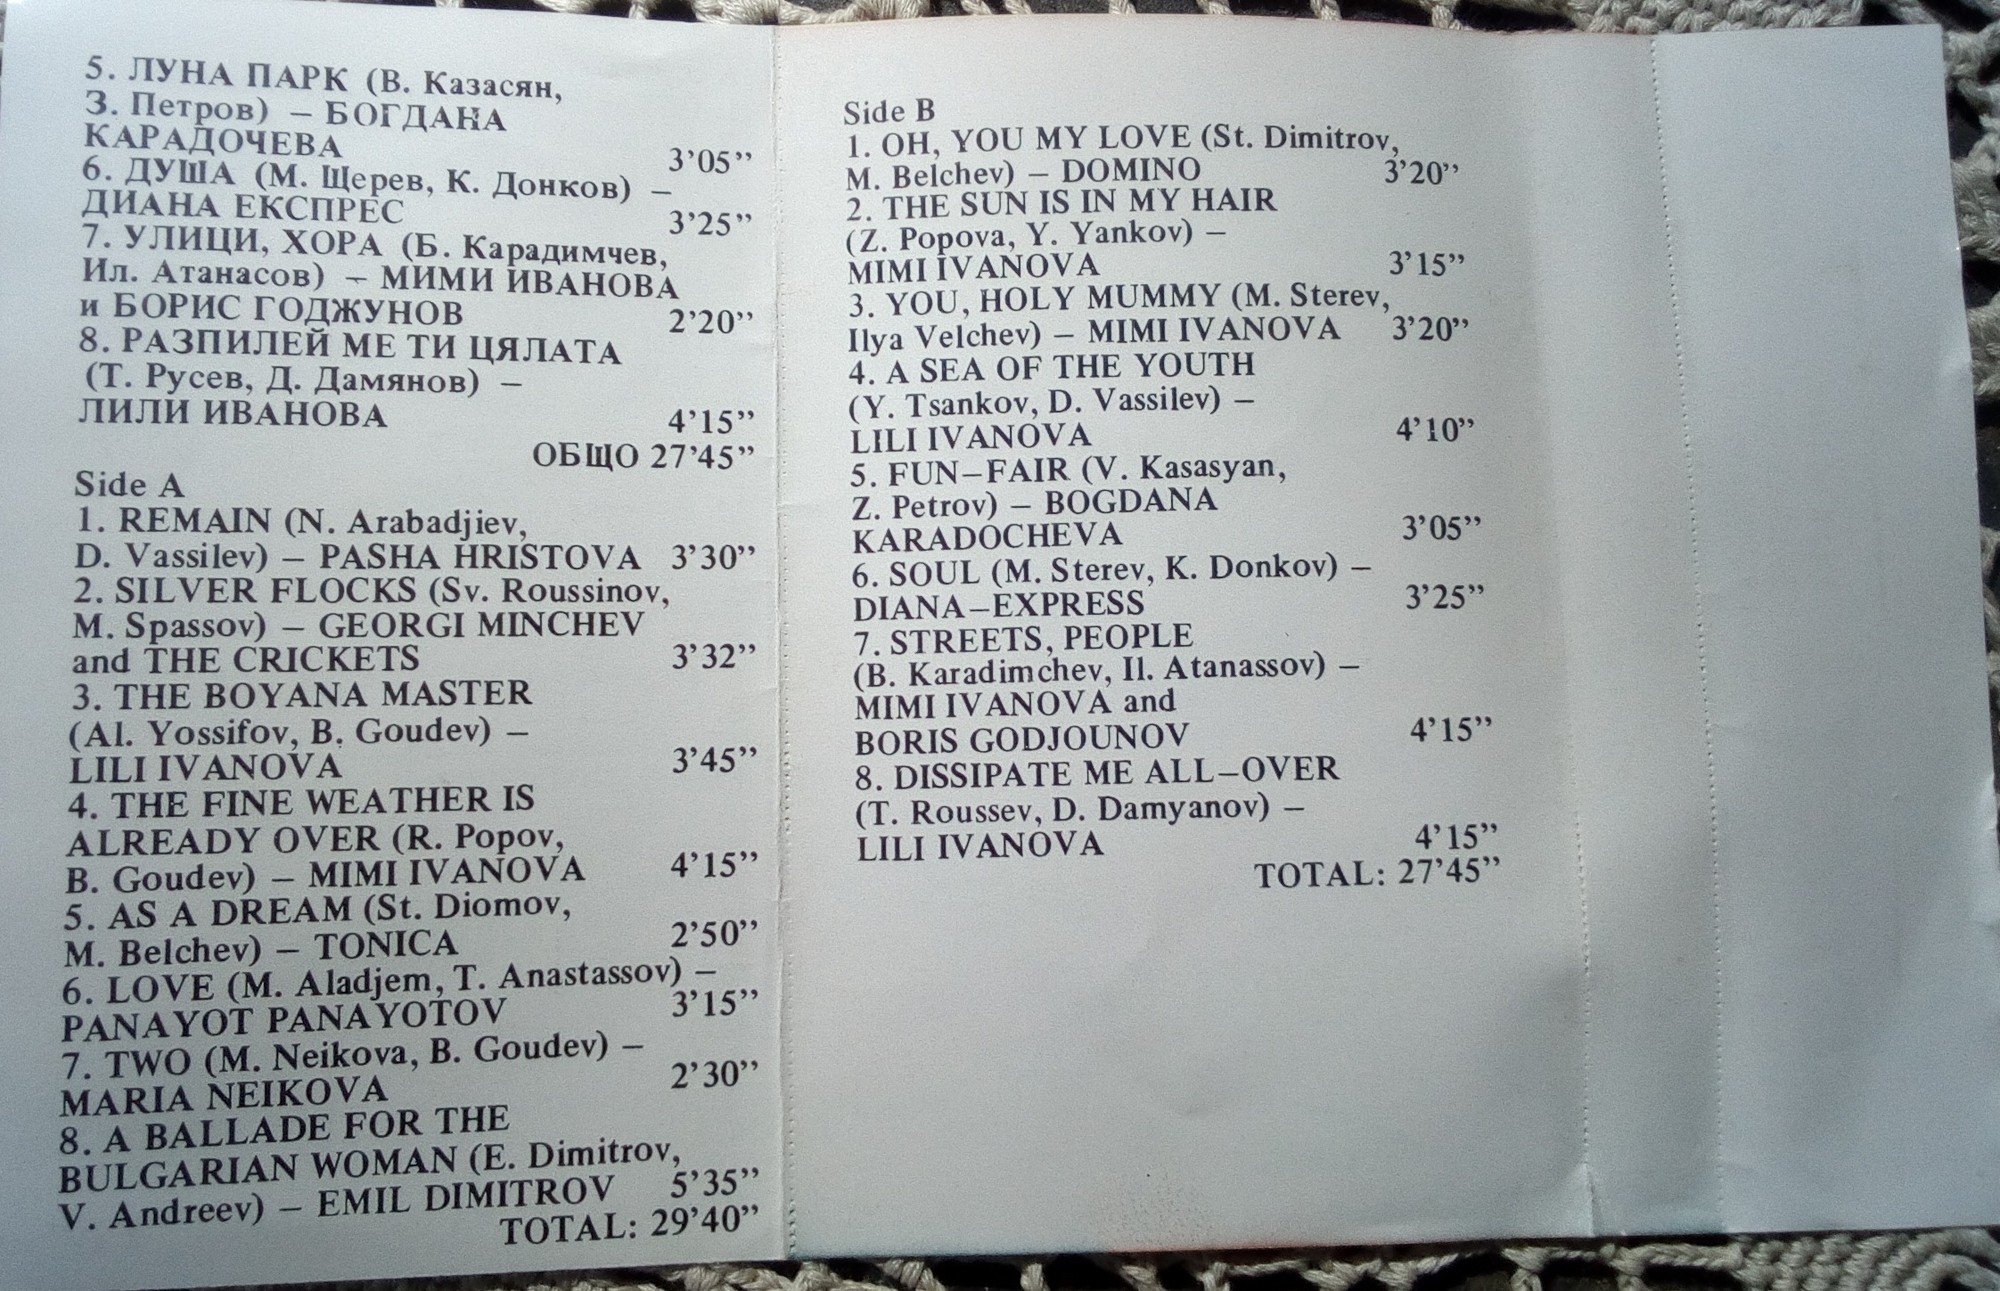 5. ЛУНА ПАРК (В. Казасян,
З. Петров) – БОГДАНА
КАРАДОЧЕВА 3’05”
6. ДУША (М. Щерев, К. Донков) –
ДИАНА ЕКСПРЕС 3’25”
7. УЛИЦИ, ХОРА (Б. Карадимчев,
Ил. Атанасов) – МИМИ ИВАНОВА
и БОРИС ГОДЖУНОВ 2’20”
8. РАЗПИЛЕЙ МЕ ТИ ЦЯЛАТА
(Т. Русев, Д. Дамянов) –
ЛИЛИ ИВАНОВА 4’15”
ОБЩО 27’45”
Side A
1. REMAIN (N. Arabadjiev,
D. Vassilev) – PASHA HRISTOVA 3’30”
2. SILVER FLOCKS (Sv. Roussinov,
M. Spassov) – GEORGI MINCHEV
and THE CRICKETS 3’32”
3. THE BOYANA MASTER
(Al. Yossifov, B. Goudev) –
LILI IVANOVA 3’45”
4. THE FINE WEATHER IS
ALREADY OVER (R. Popov,
B. Goudev) – MIMI IVANOVA 4’15”
5. AS A DREAM (St. Diomov,
M. Belchev) – TONICA 2’50”
6. LOVE (M. Aladjem, T. Anastassov) –
PANAYOT PANAYOTOV 3’15”
7. TWO (M. Neikova, B. Goudev) –
MARIA NEIKOVA 2’30”
8. A BALLADE FOR THE
BULGARIAN WOMAN (E. Dimitrov,
V. Andreev) – EMIL DIMITROV 5’35”
TOTAL: 29’40”
Side B
1. OH, YOU MY LOVE (St. Dimitrov,
M. Belchev) – DOMINO 3’20”
2. THE SUN IS IN MY HAIR
(Z. Popova, Y. Yankov) –
MIMI IVANOVA 3’15”
3. YOU, HOLY MUMMY (M. Sterev,
Ilya Velchev) – MIMI IVANOVA 3’20”
4. A SEA OF THE YOUTH
(Y. Tsankov, D. Vassilev) –
LILI IVANOVA 4’10”
5. FUN–FAIR (V. Kasasyan,
Z. Petrov) – BOGDANA
KARADOCHEVA 3’05”
6. SOUL (M. Sterev, K. Donkov) –
DIANA–EXPRESS 3’25”
7. STREETS, PEOPLE
(B. Karadimchev, Il. Atanassov) –
MIMI IVANOVA and
BORIS GODJOUNOV 4’15”
8. DISSIPATE ME ALL–OVER
(T. Roussev, D. Damyanov) –
LILI IVANOVA 4’15”
TOTAL: 27’45”